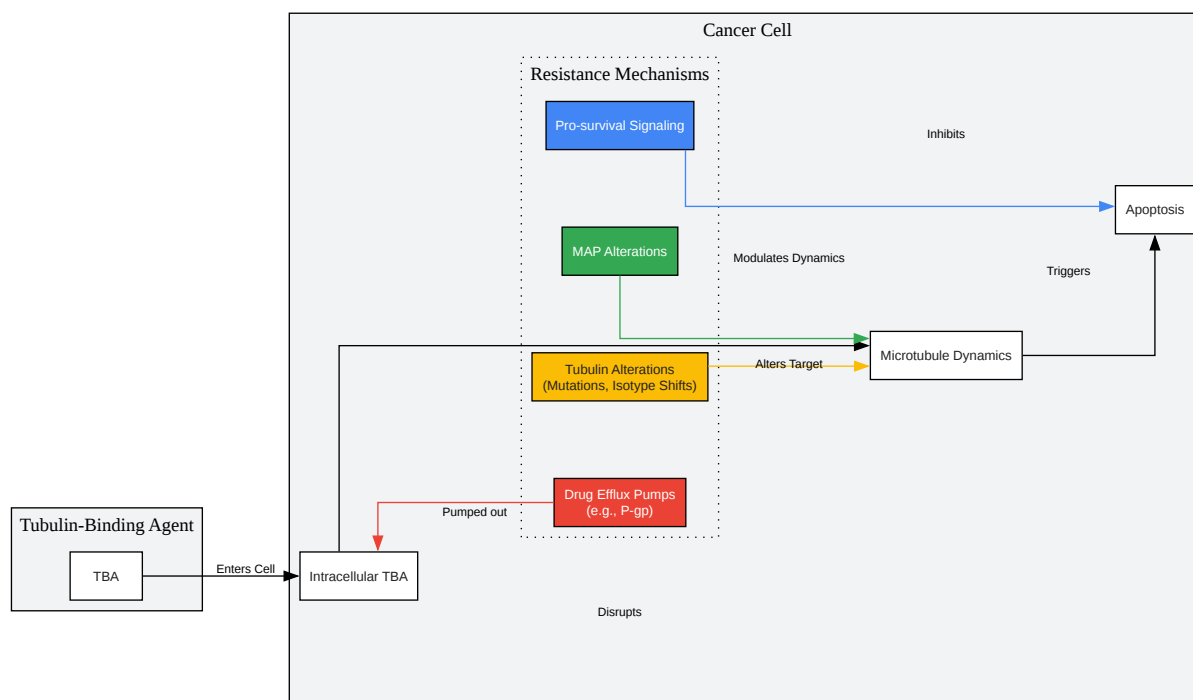 Cancer Cell
Resistance Mechanisms
Pro-survival Signaling
Inhibits
Apoptosis
MAP Alterations
Modulates Dynamics
Triggers
Microtubule Dynamics
Tubulin Alterations
(Mutations, Isotype Shifts)
Alters Target
Drug Efflux Pumps
(e.g., P-gp)
Pumped out
Tubulin-Binding Agent
TBA
Enters Cell
Intracellular TBA
Disrupts